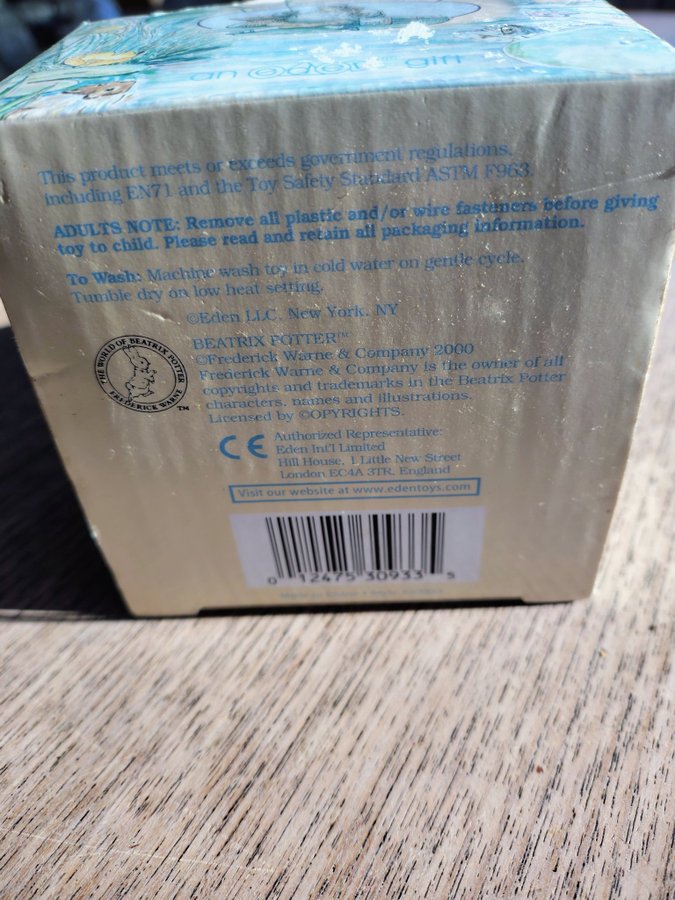 an eden™ gift
This product meets or exceeds government regulations,
including EN71 and the Toy Safety Standard ASTM F963.
ADULTS NOTE: Remove all plastic and/or wire fasteners before giving
toy to child. Please read and retain all packaging information.
To Wash: Machine wash toy in cold water on gentle cycle.
Tumble dry on low heat setting.
©Eden LLC, New York, NY
THE WORLD OF BEATRIX POTTER
FREDERICK WARNE
TM
BEATRIX POTTER™
©Frederick Warne & Company 2000
Frederick Warne & Company is the owner of all
copyrights and trademarks in the Beatrix Potter
characters, names and illustrations.
Licensed by ©OPYRIGHTS.
CE
Authorized Representative:
Eden Int'l Limited
Hill House, 1 Little New Street
London EC4A 3TR, England
Visit our website at www.edentoys.com
0 12475 30933 5
Made in China •